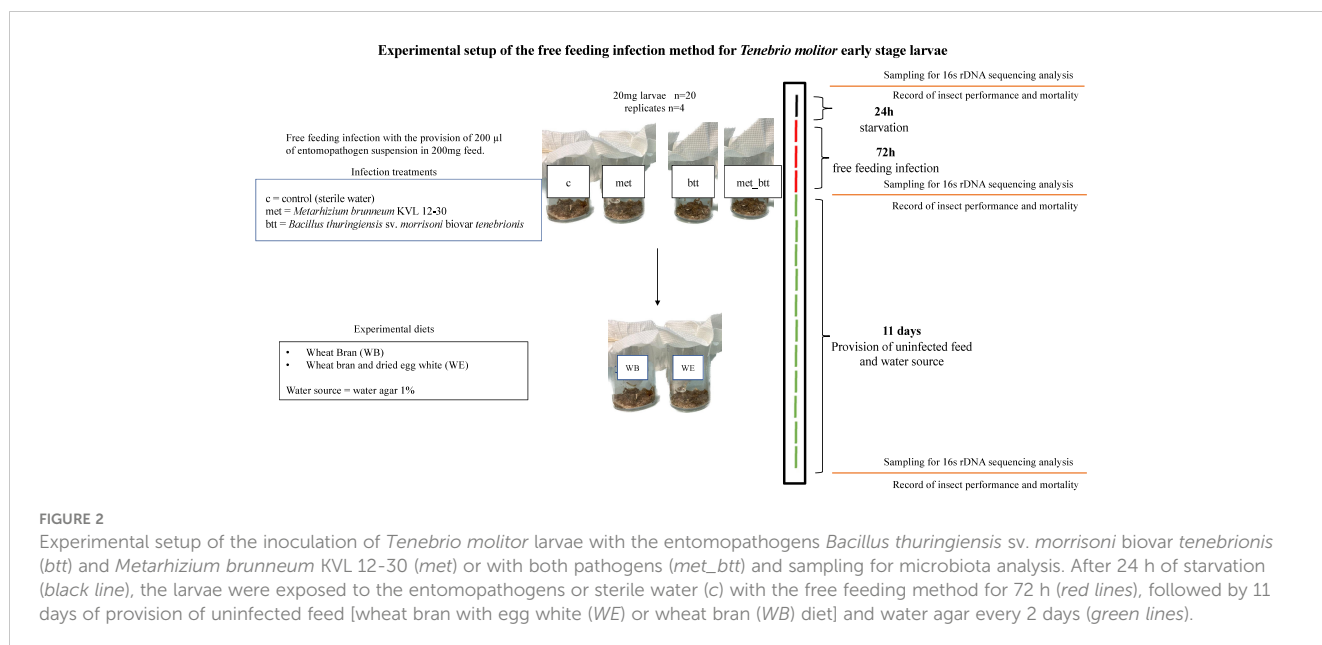 Experimental setup of the free feeding infection method for Tenebrio molitor early stage larvae
Sampling for 16s rDNA sequencing analysis
Record of insect performance and mortality
20mg larvae n=20
replicates n=4
24h
starvation
Free feeding infection with the provision of 200 µl
of entomopathogen suspension in 200mg feed.
72h
free feeding infection
Infection treatments
c = control (sterile water)
met = Metarhizium brunneum KVL 12-30
btt = Bacillus thuringiensis sv. morrisoni biovar tenebrionis
c
met
btt
met_btt
Sampling for 16s rDNA sequencing analysis
Record of insect performance and mortality
Experimental diets
• Wheat Bran (WB)
• Wheat bran and dried egg white (WE)
Water source = water agar 1%
WB
WE
11 days
Provision of uninfected feed
and water source
Sampling for 16s rDNA sequencing analysis
Record of insect performance and mortality
FIGURE 2
Experimental setup of the inoculation of Tenebrio molitor larvae with the entomopathogens Bacillus thuringiensis sv. morrisoni biovar tenebrionis
(btt) and Metarhizium brunneum KVL 12-30 (met) or with both pathogens (met_btt) and sampling for microbiota analysis. After 24 h of starvation
(black line), the larvae were exposed to the entomopathogens or sterile water (c) with the free feeding method for 72 h (red lines), followed by 11
days of provision of uninfected feed [wheat bran with egg white (WE) or wheat bran (WB) diet] and water agar every 2 days (green lines).